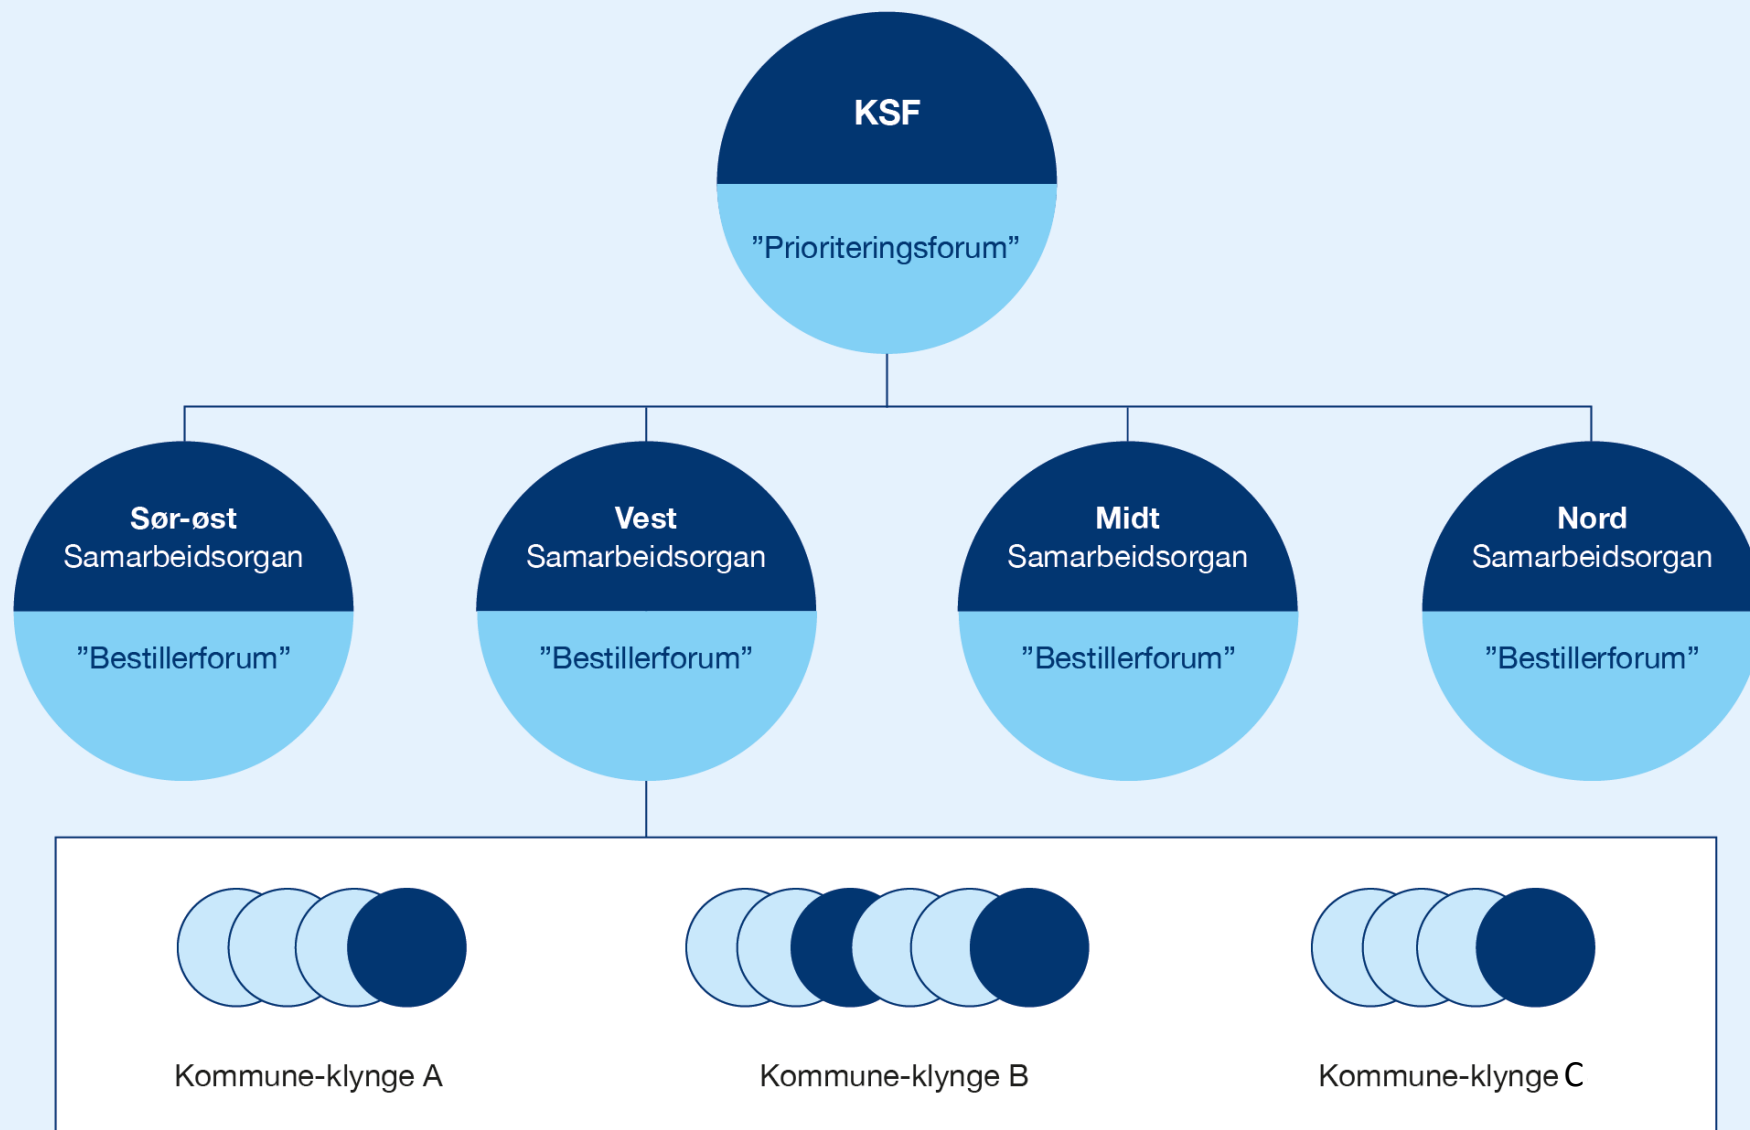 KSF
”Prioriteringsforum”
Sør-øst
Samarbeidsorgan
”Bestillerforum”
Vest
Samarbeidsorgan
”Bestillerforum”
Midt
Samarbeidsorgan
”Bestillerforum”
Nord
Samarbeidsorgan
”Bestillerforum”
Kommune-klynge A
Kommune-klynge B
Kommune-klynge C